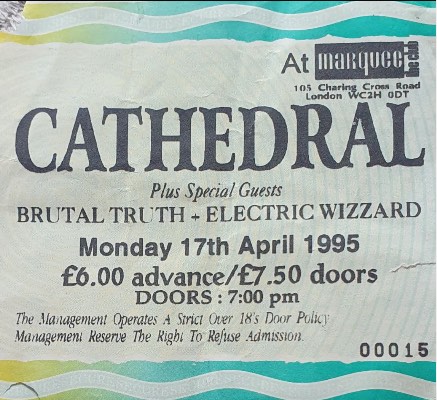 At marquee the club
105 Charing Cross Road
London WC2H 0DT
CATHEDRAL
Plus Special Guests
BRUTAL TRUTH + ELECTRIC WIZZARD
Monday 17th April 1995
£6.00 advance/£7.50 doors
DOORS : 7:00 pm
The Management Operates A Strict Over 18's Door Policy
Management Reserve The Right To Refuse Admission.
00015